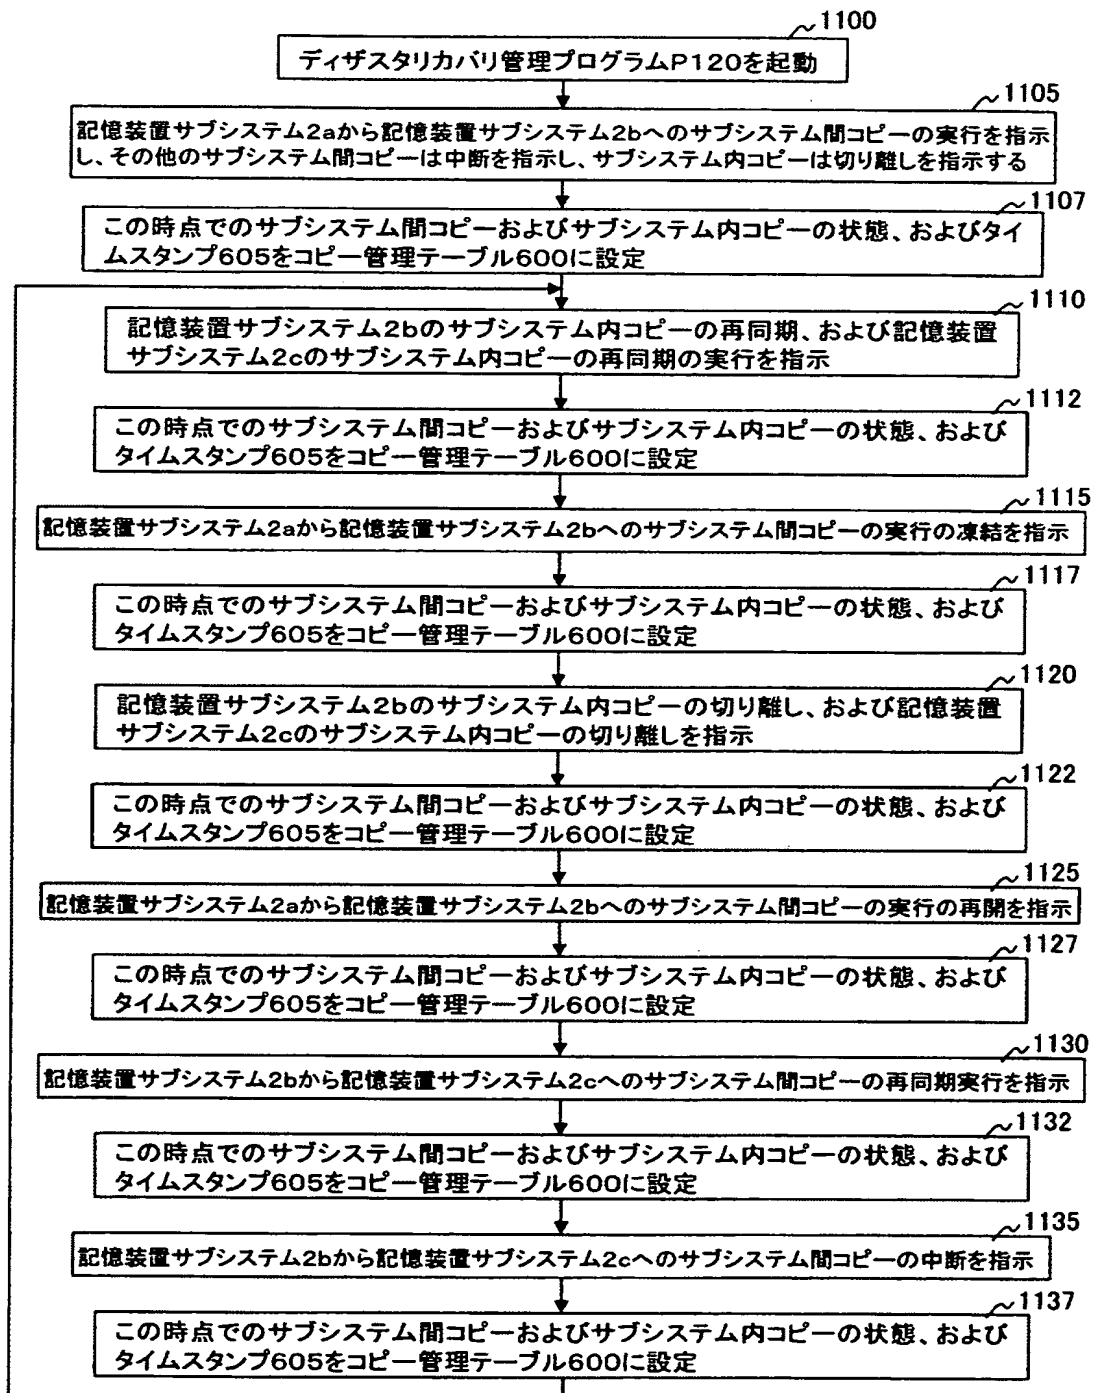 1100
ディザスタリカバリ管理プログラムP120を起動
1105
記憶装置サブシステム2aから記憶装置サブシステム2bへのサブシステム間コピーの実行を指示
し、その他のサブシステム間コピーは中断を指示し、サブシステム内コピーは切り離しを指示する
1107
この時点でのサブシステム間コピーおよびサブシステム内コピーの状態、およびタイ
ムスタンプ605をコピー管理テーブル600に設定
1110
記憶装置サブシステム2bのサブシステム内コピーの再同期、および記憶装置
サブシステム2cのサブシステム内コピーの再同期の実行を指示
1112
この時点でのサブシステム間コピーおよびサブシステム内コピーの状態、および
タイムスタンプ605をコピー管理テーブル600に設定
1115
記憶装置サブシステム2aから記憶装置サブシステム2bへのサブシステム間コピーの実行の凍結を指示
1117
この時点でのサブシステム間コピーおよびサブシステム内コピーの状態、および
タイムスタンプ605をコピー管理テーブル600に設定
1120
記憶装置サブシステム2bのサブシステム内コピーの切り離し、および記憶装置
サブシステム2cのサブシステム内コピーの切り離しを指示
1122
この時点でのサブシステム間コピーおよびサブシステム内コピーの状態、および
タイムスタンプ605をコピー管理テーブル600に設定
1125
記憶装置サブシステム2aから記憶装置サブシステム2bへのサブシステム間コピーの実行の再開を指示
1127
この時点でのサブシステム間コピーおよびサブシステム内コピーの状態、および
タイムスタンプ605をコピー管理テーブル600に設定
1130
記憶装置サブシステム2bから記憶装置サブシステム2cへのサブシステム間コピーの再同期実行を指示
1132
この時点でのサブシステム間コピーおよびサブシステム内コピーの状態、および
タイムスタンプ605をコピー管理テーブル600に設定
1135
記憶装置サブシステム2bから記憶装置サブシステム2cへのサブシステム間コピーの中断を指示
1137
この時点でのサブシステム間コピーおよびサブシステム内コピーの状態、および
タイムスタンプ605をコピー管理テーブル600に設定